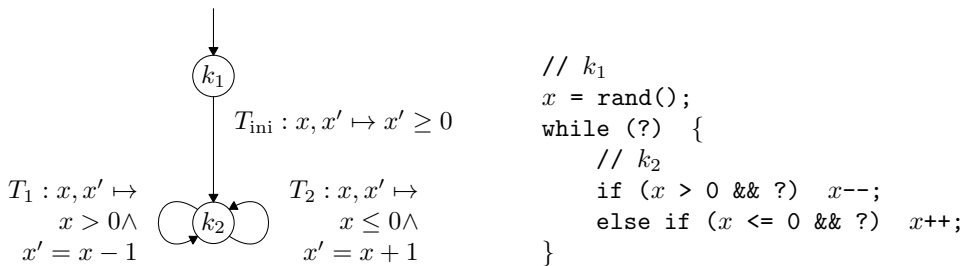 k₁
T_ini : x, x′ ↦ x′ ≥ 0
T₁ : x, x′ ↦
x > 0∧
x′ = x − 1
k₂
T₂ : x, x′ ↦
x ≤ 0∧
x′ = x + 1
// k₁
x = rand();
while (?) {
// k₂
if (x > 0 && ?) x--;
else if (x <= 0 && ?) x++;
}